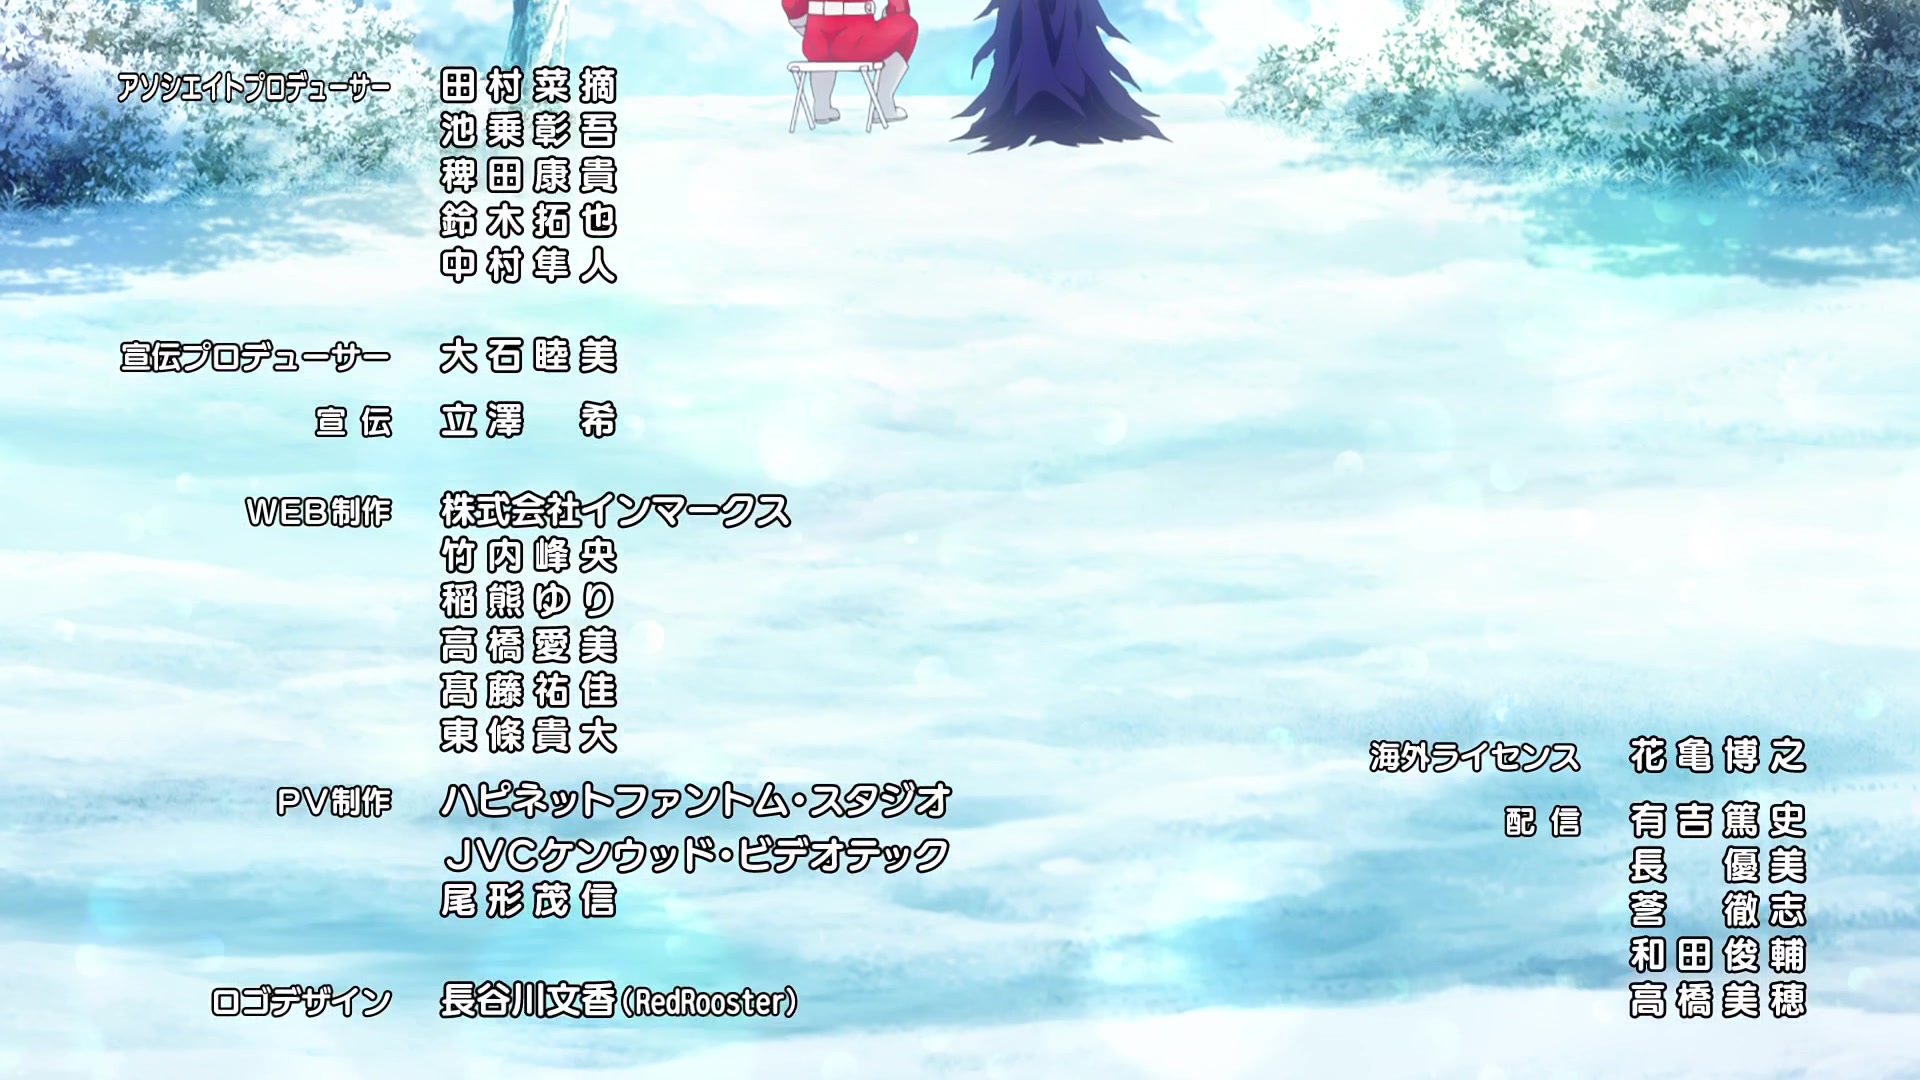 アソシエイトプロデューサー 田村菜摘
池乗彰吾
稗田康貴
鈴木拓也
中村隼人
宣伝プロデューサー 大石睦美
宣伝 立澤 希
WEB制作 株式会社インマークス
竹内峰央
稲熊ゆり
高橋愛美
髙藤祐佳
東條貴大
PV制作 ハピネットファントム・スタジオ
JVCケンウッド・ビデオテック
尾形茂信
ロゴデザイン 長谷川文香(RedRooster)
海外ライセンス 花亀博之
配信 有吉篤史
長 優美
萅 徹志
和田俊輔
高橋美穂